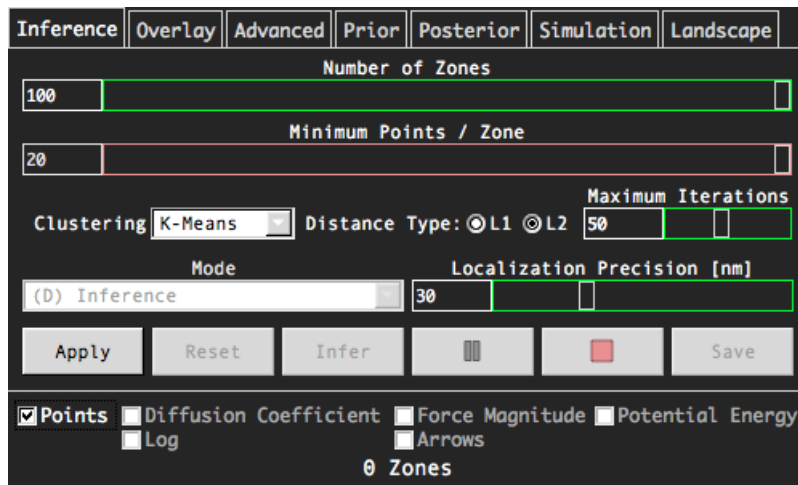 Inference Overlay Advanced Prior Posterior Simulation Landscape
Number of Zones
100
Minimum Points / Zone
20
Maximum Iterations
Clustering K-Means Distance Type: L1 L2 50
Mode Localization Precision [nm]
(D) Inference 30
Apply Reset Infer Save
Points Diffusion Coefficient Force Magnitude Potential Energy
Log Arrows
0 Zones